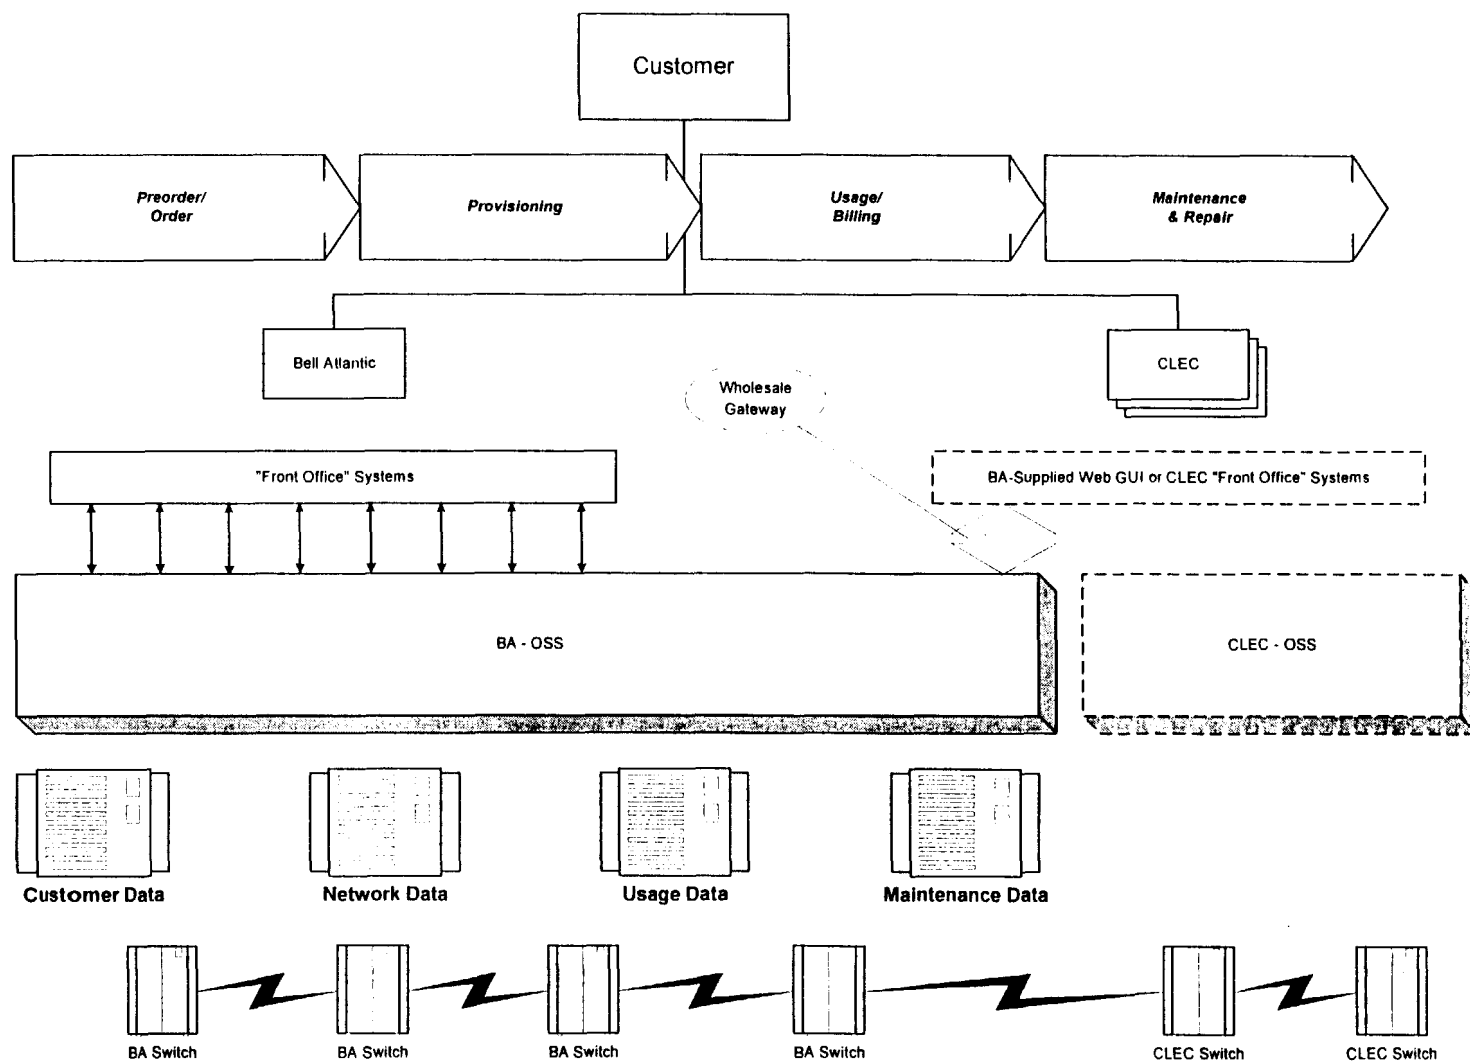 Customer
Preorder/
Order
Provisioning
Usage/
Billing
Maintenance
& Repair
Bell Atlantic
CLEC
Wholesale
Gateway
"Front Office" Systems
BA-Supplied Web GUI or CLEC "Front Office" Systems
BA - OSS
CLEC - OSS
Customer Data
Network Data
Usage Data
Maintenance Data
BA Switch
BA Switch
BA Switch
BA Switch
CLEC Switch
CLEC Switch